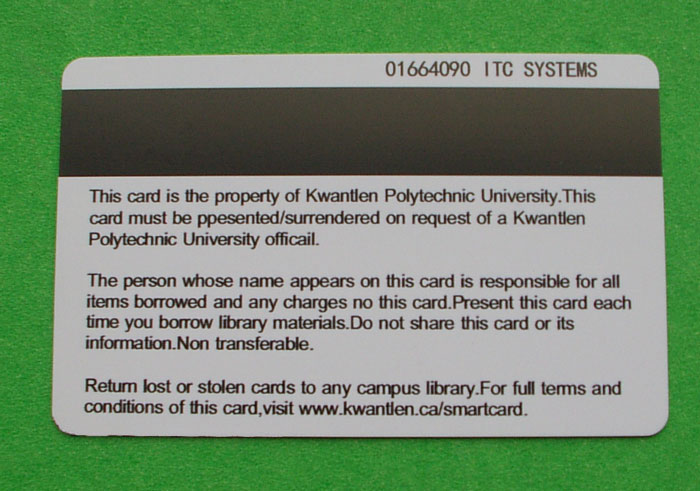 01664090 ITC SYSTEMS
This card is the property of Kwantlen Polytechnic University.This
card must be ppesented/surrendered on request of a Kwantlen
Polytechnic University officail.
The person whose name appears on this card is responsible for all
items borrowed and any charges no this card.Present this card each
time you borrow library materials.Do not share this card or its
information.Non transferable.
Return lost or stolen cards to any campus library.For full terms and
conditions of this card,visit www.kwantlen.ca/smartcard.